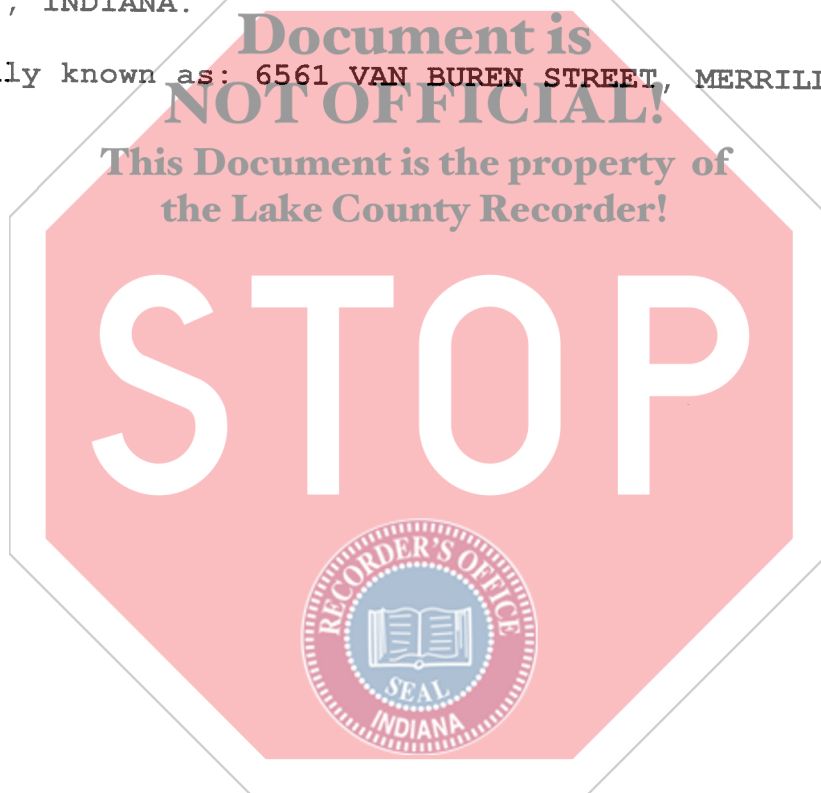 , INDIANA.
Document is
lly known as: 6561 VAN BUREN STREET, MERRILL
NOT OFFICIAL!
This Document is the property of
the Lake County Recorder!
STOP
RECORDER'S OFFICE
SEAL
INDIANA